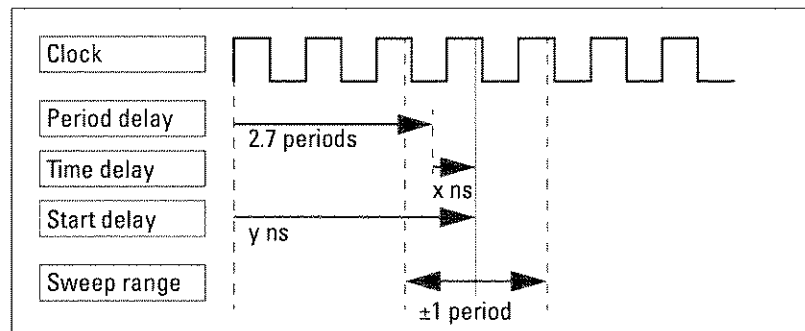 Clock
Period delay
2.7 periods
Time delay
x ns
Start delay
y ns
Sweep range
±1 period